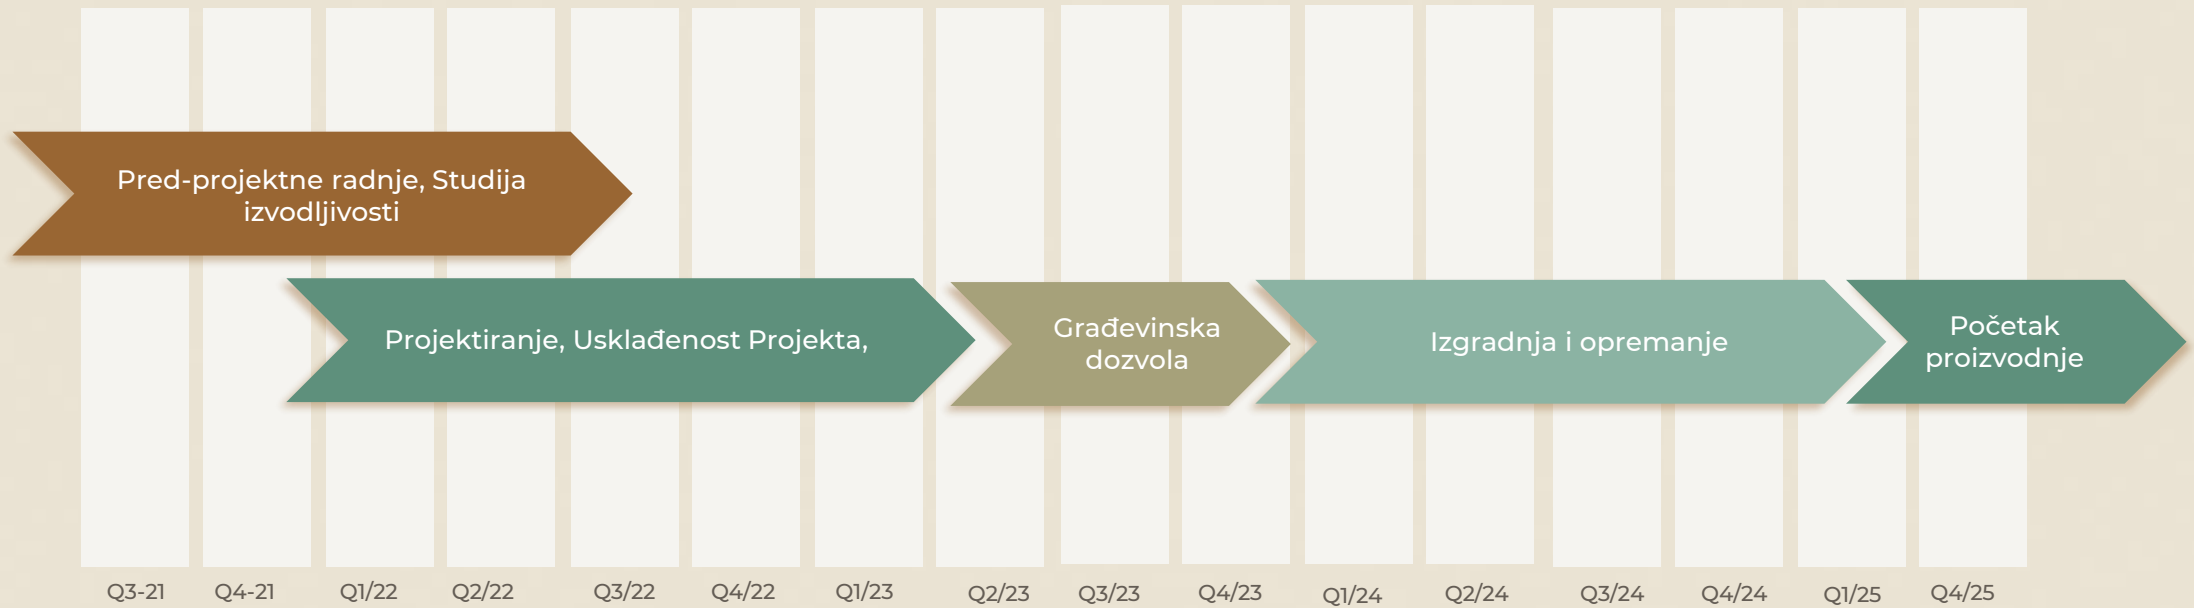 Pred-projektne radnje, Studija
izvodljivosti
Projektiranje, Usklađenost Projekta,
Građevinska
dozvola
Izgradnja i opremanje
Početak
proizvodnje
Q3-21
Q4-21
Q1/22
Q2/22
Q3/22
Q4/22
Q1/23
Q2/23
Q3/23
Q4/23
Q1/24
Q2/24
Q3/24
Q4/24
Q1/25
Q4/25